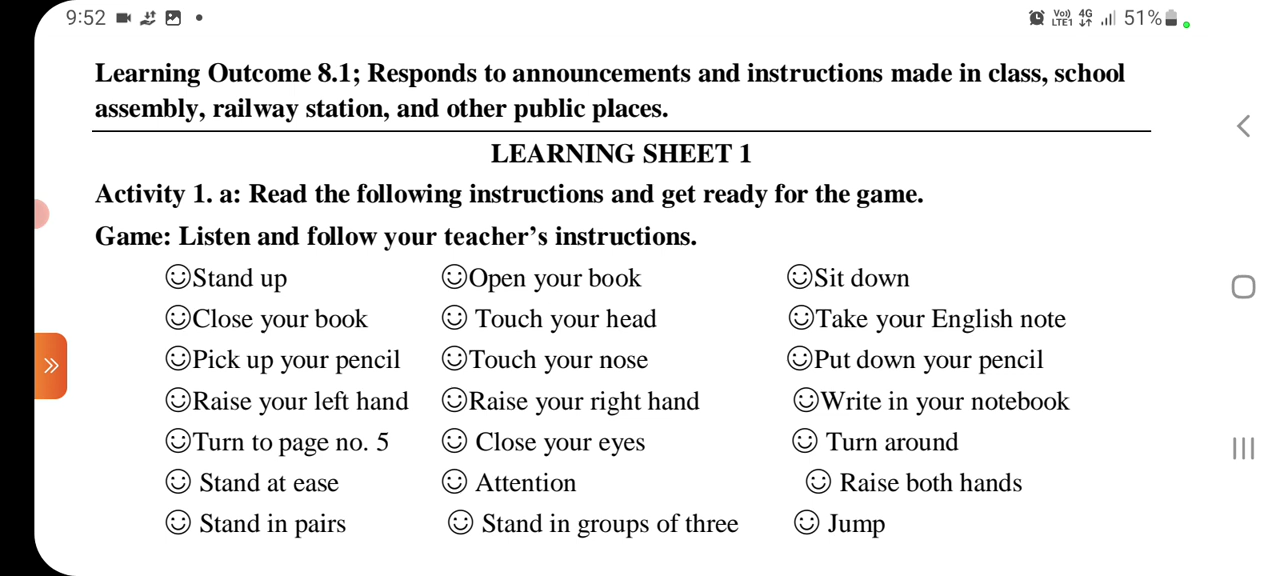 9:52 Vo)) 4G LTE1 51%
Learning Outcome 8.1; Responds to announcements and instructions made in class, school
assembly, railway station, and other public places.
LEARNING SHEET 1
Activity 1. a: Read the following instructions and get ready for the game.
Game: Listen and follow your teacher’s instructions.
☺Stand up ☺Open your book ☺Sit down
☺Close your book ☺ Touch your head ☺Take your English note
☺Pick up your pencil ☺Touch your nose ☺Put down your pencil
☺Raise your left hand ☺Raise your right hand ☺Write in your notebook
☺Turn to page no. 5 ☺ Close your eyes ☺ Turn around
☺ Stand at ease ☺ Attention ☺ Raise both hands
☺ Stand in pairs ☺ Stand in groups of three ☺ Jump